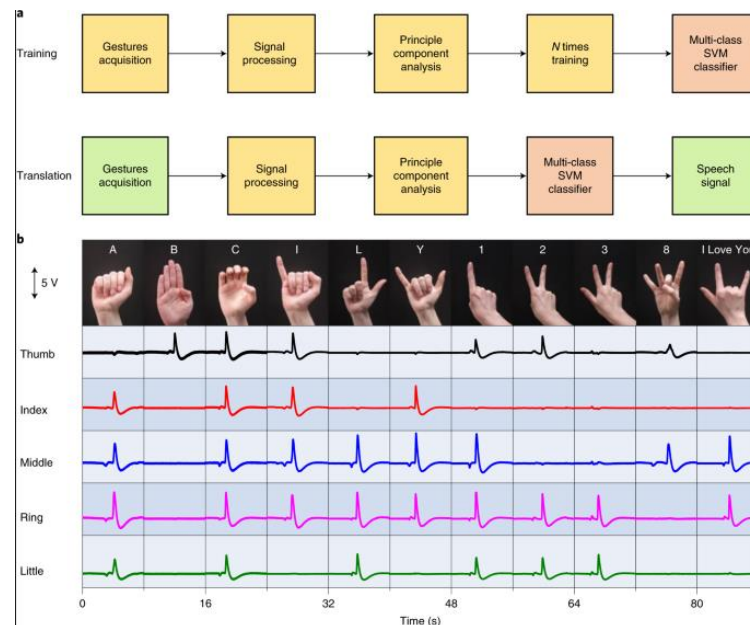 a
Training
Gestures
acquisition
Signal
processing
Principle
component
analysis
N times
training
Multi-class
SVM
classifier
Translation
Gestures
acquisition
Signal
processing
Principle
component
analysis
Multi-class
SVM
classifier
Speech
signal
b
A B C I L Y 1 2 3 8 I Love You
5 V
Thumb
Index
Middle
Ring
Little
0 16 32 48 64 80
Time (s)